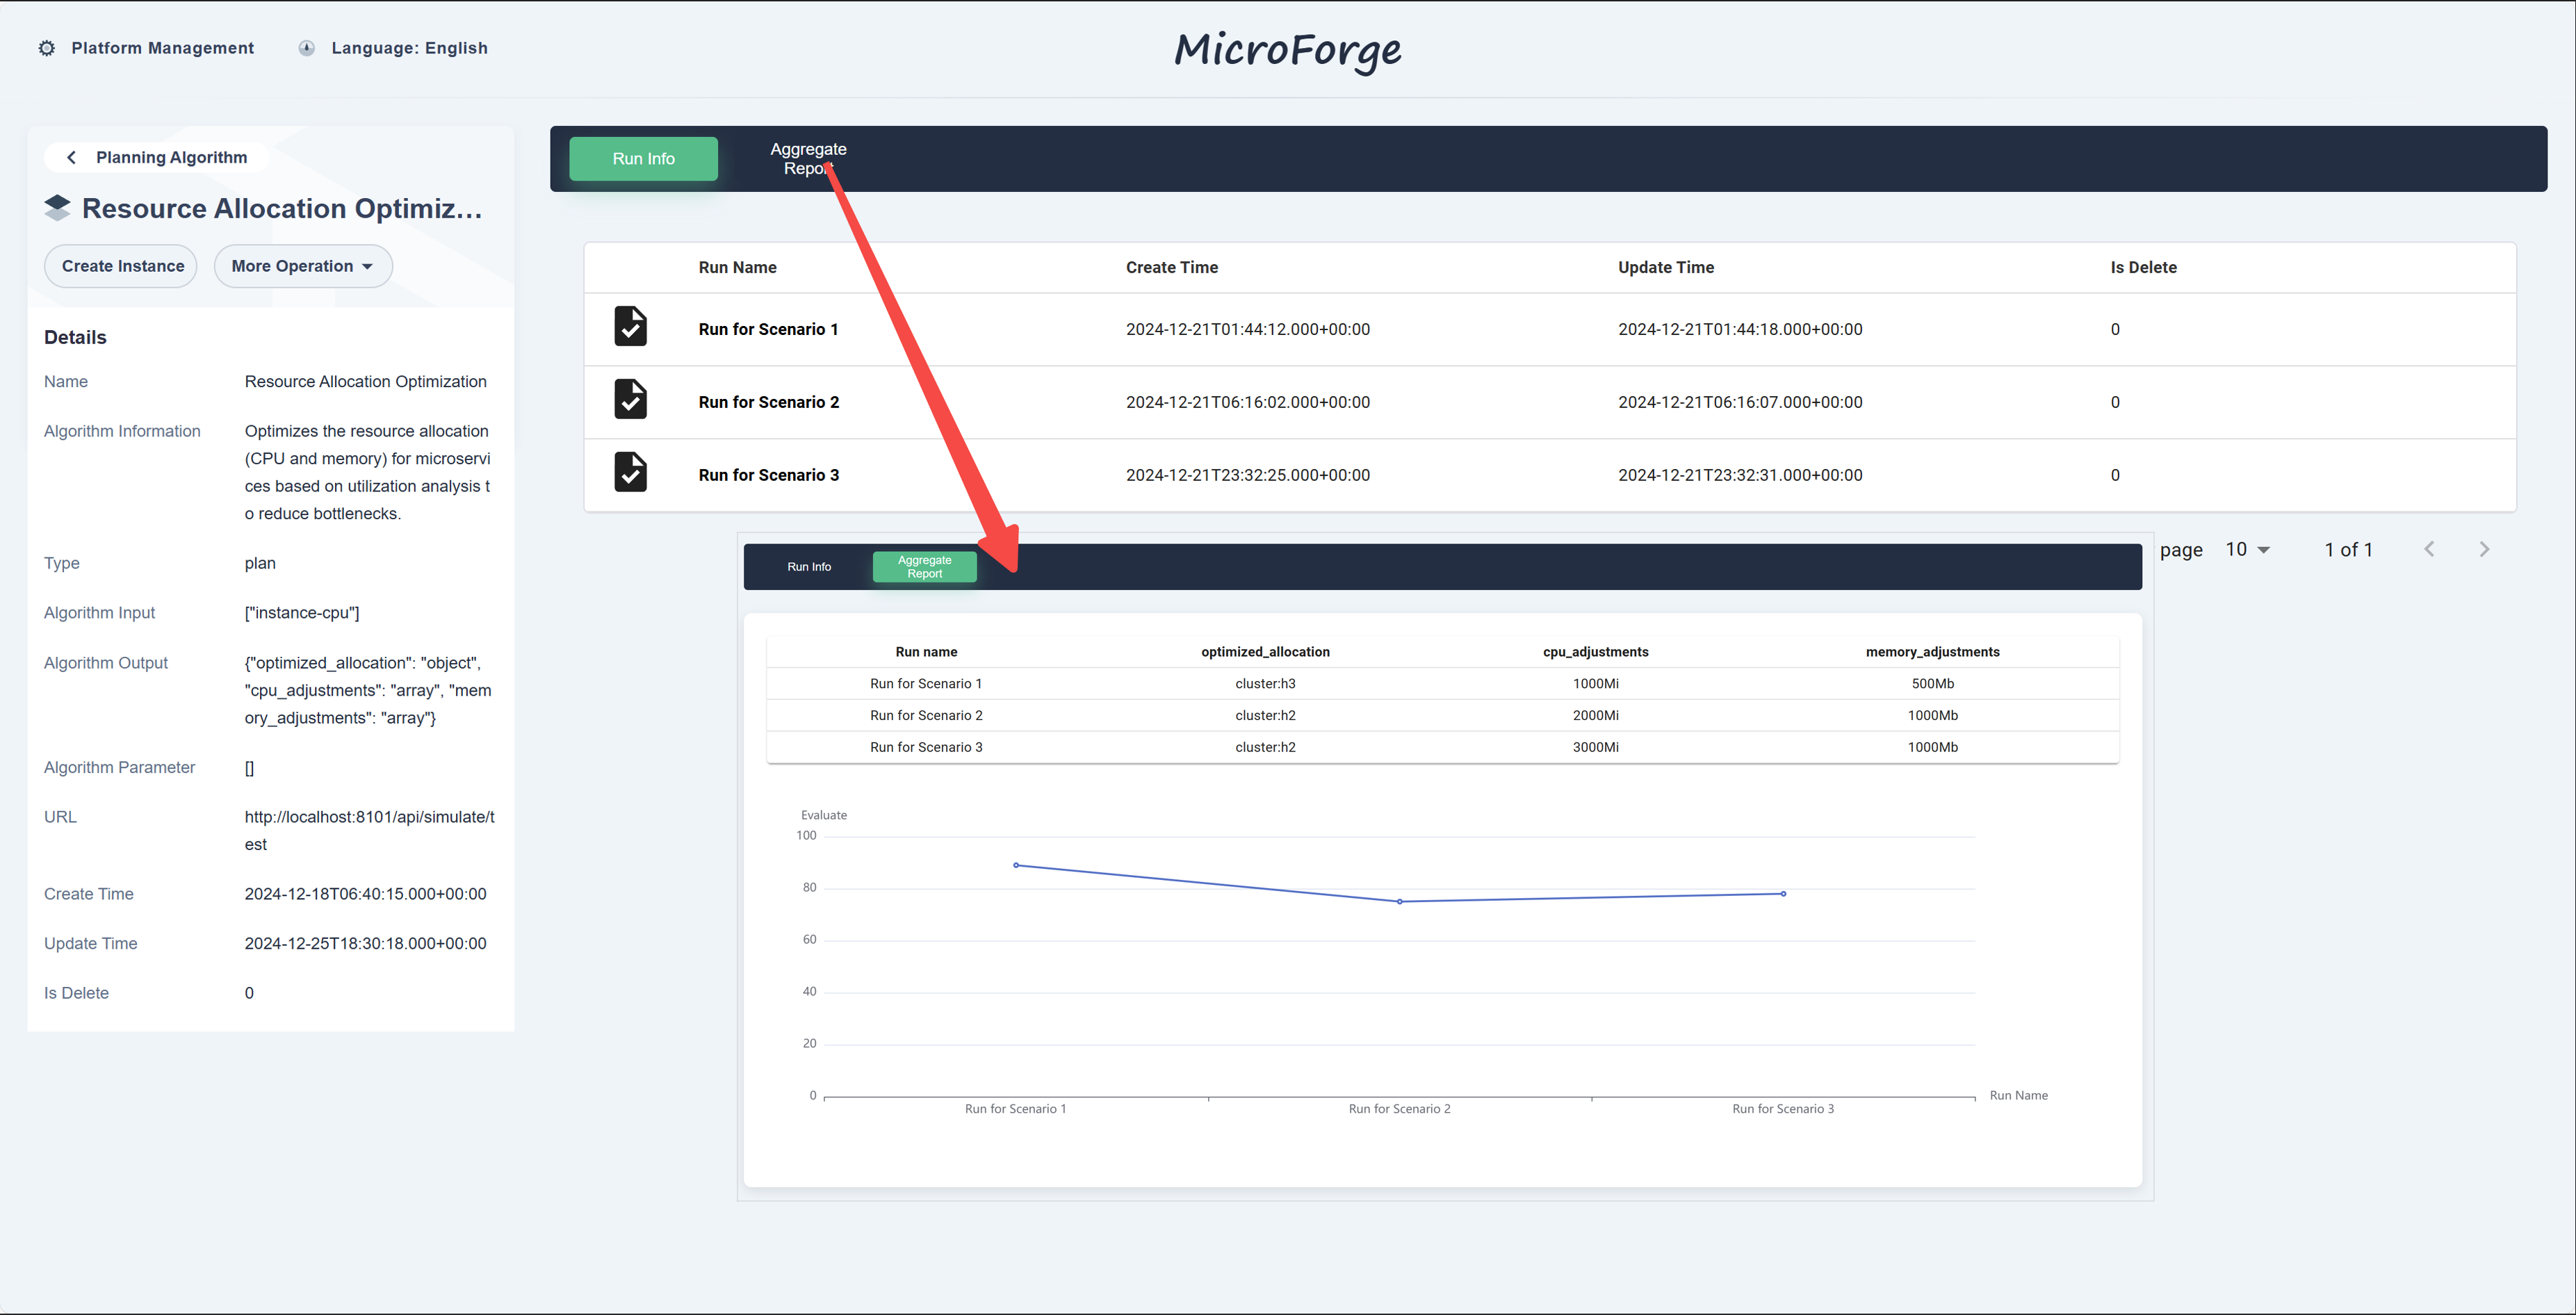 Platform Management
Language: English
MicroForge
Planning Algorithm
Resource Allocation Optimiz...
Create Instance
More Operation
Details
Name
Resource Allocation Optimization
Algorithm Information
Optimizes the resource allocation
(CPU and memory) for microservi
ces based on utilization analysis t
o reduce bottlenecks.
Type
plan
Algorithm Input
["instance-cpu"]
Algorithm Output
{"optimized_allocation": "object",
"cpu_adjustments": "array", "mem
ory_adjustments": "array"}
Algorithm Parameter
[]
URL
http://localhost:8101/api/simulate/t
est
Create Time
2024-12-18T06:40:15.000+00:00
Update Time
2024-12-25T18:30:18.000+00:00
Is Delete
0
Run Info
Aggregate
Report
Run Name Create Time Update Time Is Delete
Run for Scenario 1 2024-12-21T01:44:12.000+00:00 2024-12-21T01:44:18.000+00:00 0
Run for Scenario 2 2024-12-21T06:16:02.000+00:00 2024-12-21T06:16:07.000+00:00 0
Run for Scenario 3 2024-12-21T23:32:25.000+00:00 2024-12-21T23:32:31.000+00:00 0
page 10 1 of 1
Run Info
Aggregate
Report
Run name optimized_allocation cpu_adjustments memory_adjustments
Run for Scenario 1 cluster:h3 1000Mi 500Mb
Run for Scenario 2 cluster:h2 2000Mi 1000Mb
Run for Scenario 3 cluster:h2 3000Mi 1000Mb
Evaluate
100
80
60
40
20
0
Run for Scenario 1 Run for Scenario 2 Run for Scenario 3
Run Name